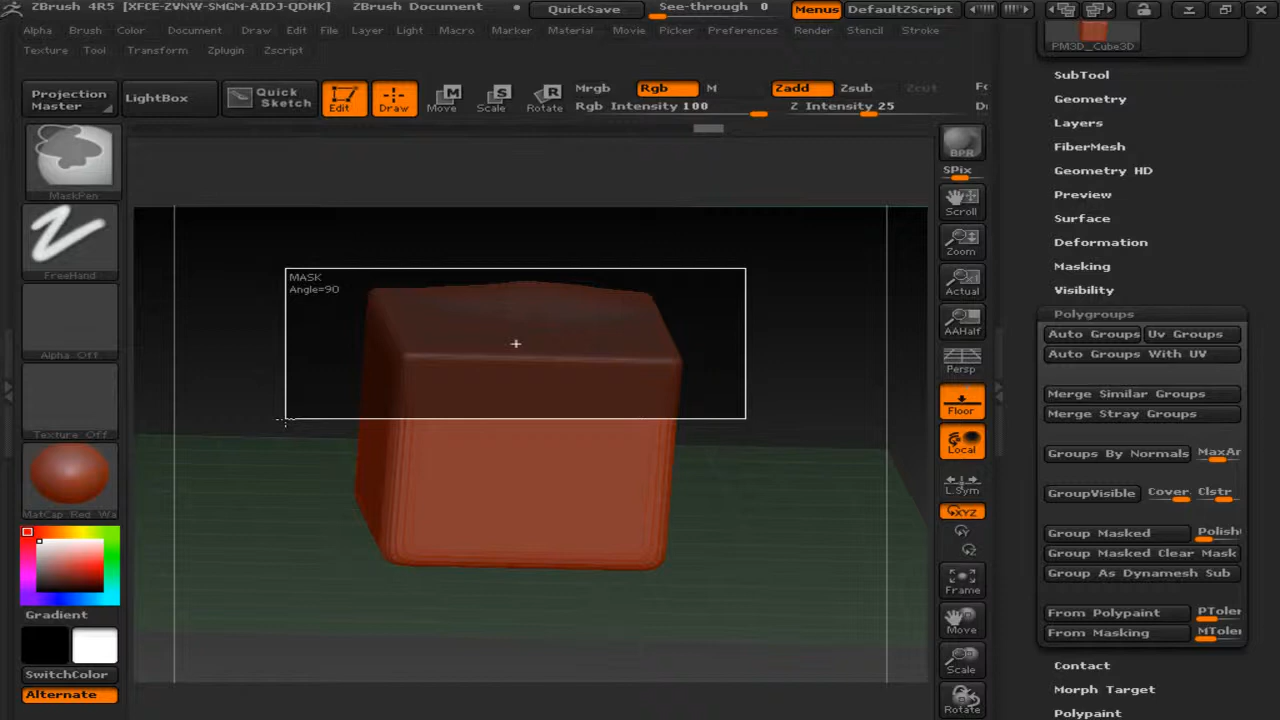 ZBrush 4R5 [XFCE-ZVNW-SMGM-AIDJ-QDHK] ZBrush Document QuickSave See-through 0 Menus DefaultZScript
Alpha Brush Color Document Draw Edit File Layer Light Macro Marker Material Movie Picker Preferences Render Stencil Stroke
Texture Tool Transform Zplugin Zscript
Projection Master
LightBox
Quick Sketch
Edit
Draw
Move
Scale
Rotate
Mrgb Rgb M
Rgb Intensity 100
Zadd Zsub Zcut
Z Intensity 25
MaskPen
FreeHand
Alpha Off
Texture Off
MatCap Red Wa
Gradient
SwitchColor
Alternate
MASK
Angle=90
BPR
SPix
Scroll
Zoom
Actual
AAHalf
Persp
Floor
Local
L.Sym
XYZ
Y
Z
Frame
Move
Scale
Rotate
PM3D_Cube3D
SubTool
Geometry
Layers
FiberMesh
Geometry HD
Preview
Surface
Deformation
Masking
Visibility
Polygroups
Auto Groups Uv Groups
Auto Groups With UV
Merge Similar Groups
Merge Stray Groups
Groups By Normals MaxAn
GroupVisible Cover Clstr
Group Masked Polish
Group Masked Clear Mask
Group As Dynamesh Sub
From Polypaint PToler
From Masking MToler
Contact
Morph Target
Polypaint